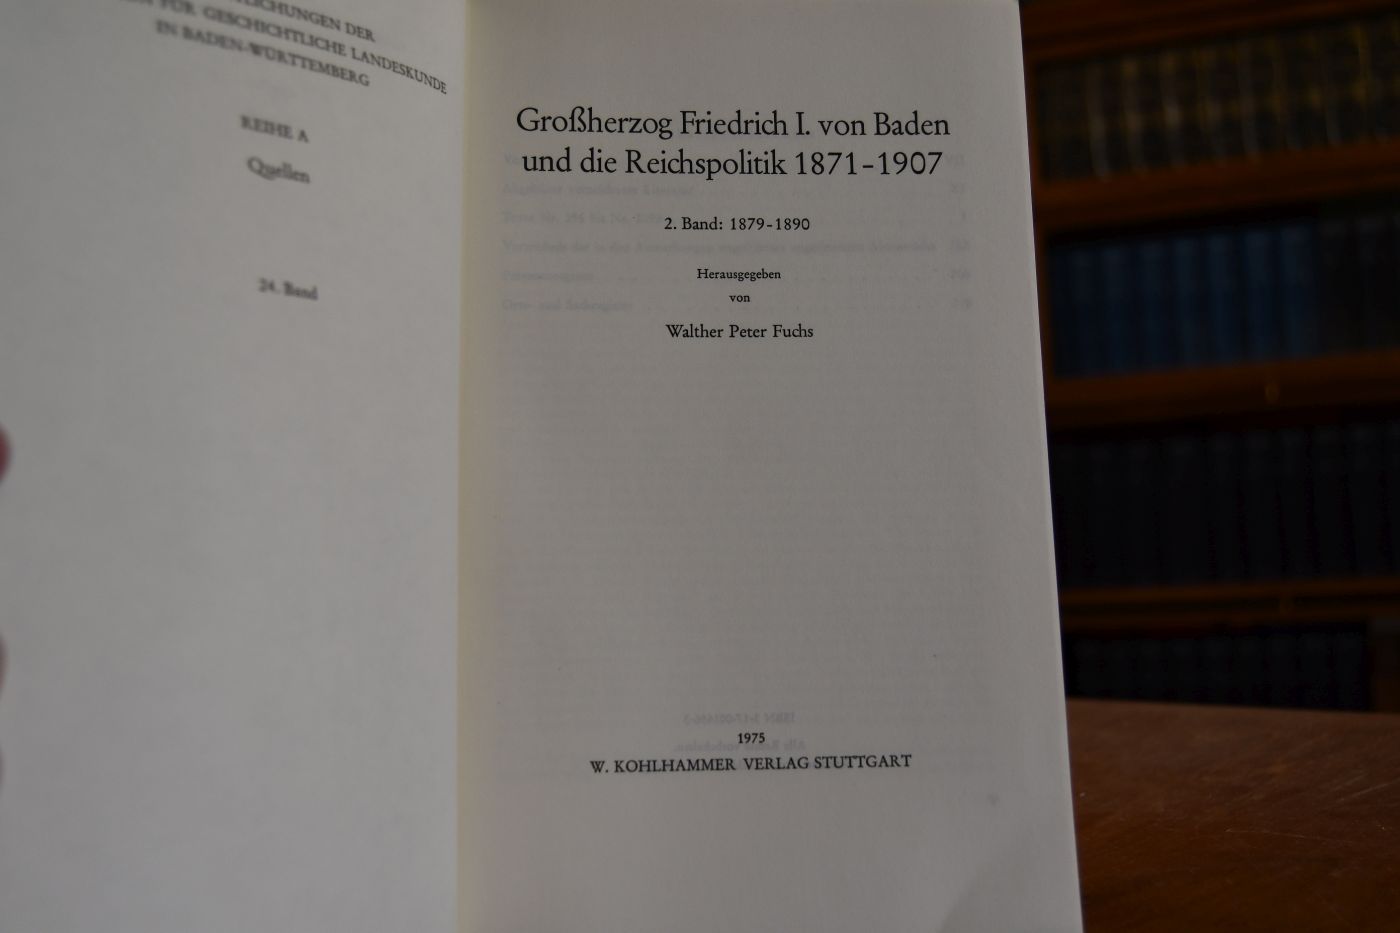 LICHUNGEN DER
FÜR GESCHICHTLICHE LANDESKUNDE
IN BADEN-WÜRTTEMBERG
REIHE A
Quellen
24. Band
Großherzog Friedrich I. von Baden
und die Reichspolitik 1871-1907
2. Band: 1879-1890
Herausgegeben
von
Walther Peter Fuchs
1975
W. KOHLHAMMER VERLAG STUTTGART